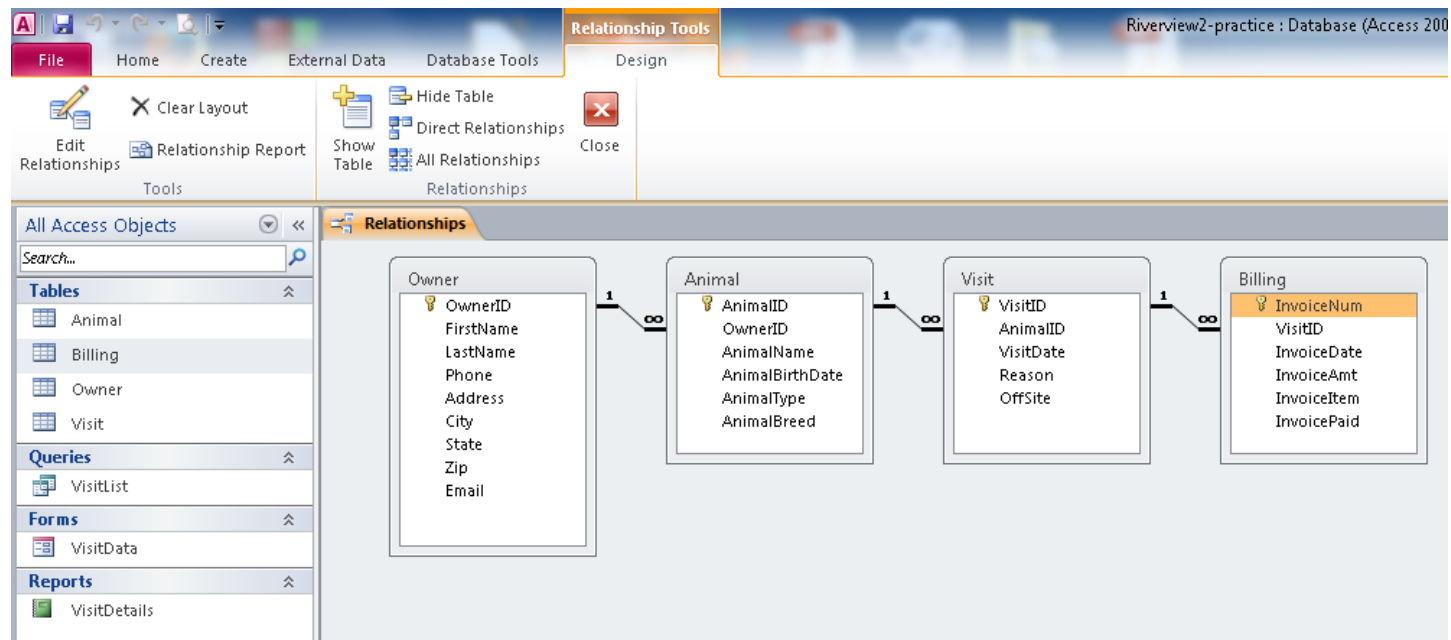 A
Relationship Tools
Riverview2-practice : Database (Access 200
File Home Create External Data Database Tools Design
Edit Relationships
Clear Layout
Relationship Report
Tools
Show Table
Hide Table
Direct Relationships
All Relationships
Close
Relationships
All Access Objects
Search...
Tables
Animal
Billing
Owner
Visit
Queries
VisitList
Forms
VisitData
Reports
VisitDetails
Relationships
Owner
OwnerID
FirstName
LastName
Phone
Address
City
State
Zip
Email
1 ∞
Animal
AnimalID
OwnerID
AnimalName
AnimalBirthDate
AnimalType
AnimalBreed
1 ∞
Visit
VisitID
AnimalID
VisitDate
Reason
OffSite
1 ∞
Billing
InvoiceNum
VisitID
InvoiceDate
InvoiceAmt
InvoiceItem
InvoicePaid